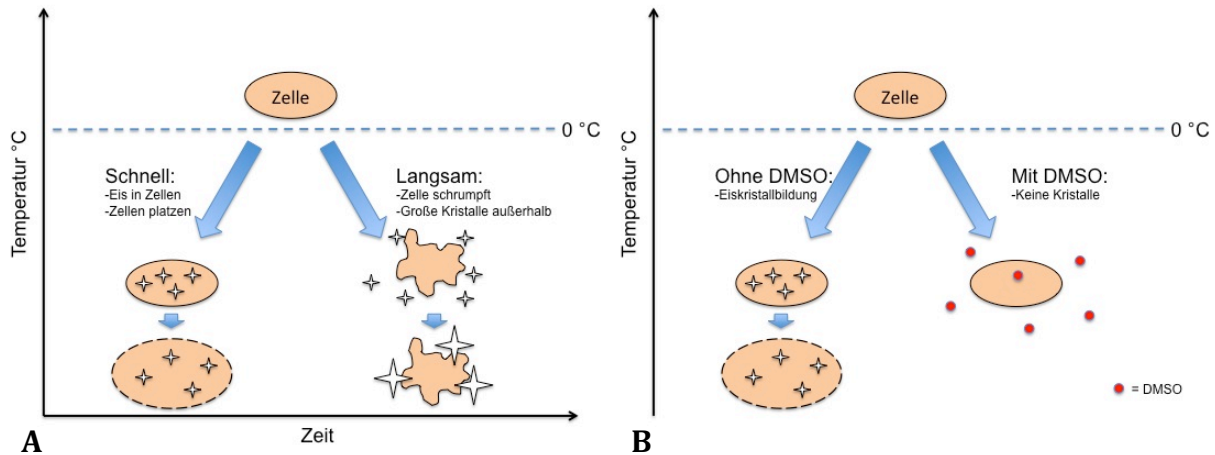 Temperatur °C
Zelle
0 °C
Schnell:
-Eis in Zellen
-Zellen platzen
Langsam:
-Zelle schrumpft
-Große Kristalle außerhalb
Zeit
A
Temperatur °C
Zelle
0 °C
Ohne DMSO:
-Eiskristallbildung
Mit DMSO:
-Keine Kristalle
= DMSO
B